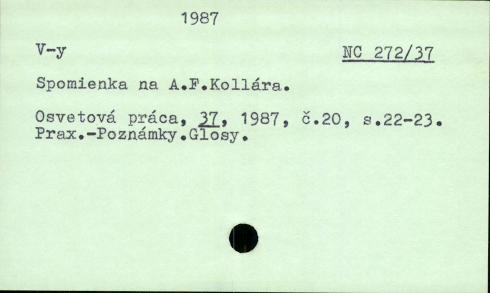 1987
V-y NC 272/37
Spomienka na A.F.Kollára.
Osvetová práca, 37, 1987, č.20, s.22-23.
Prax.-Poznámky.Glosy.